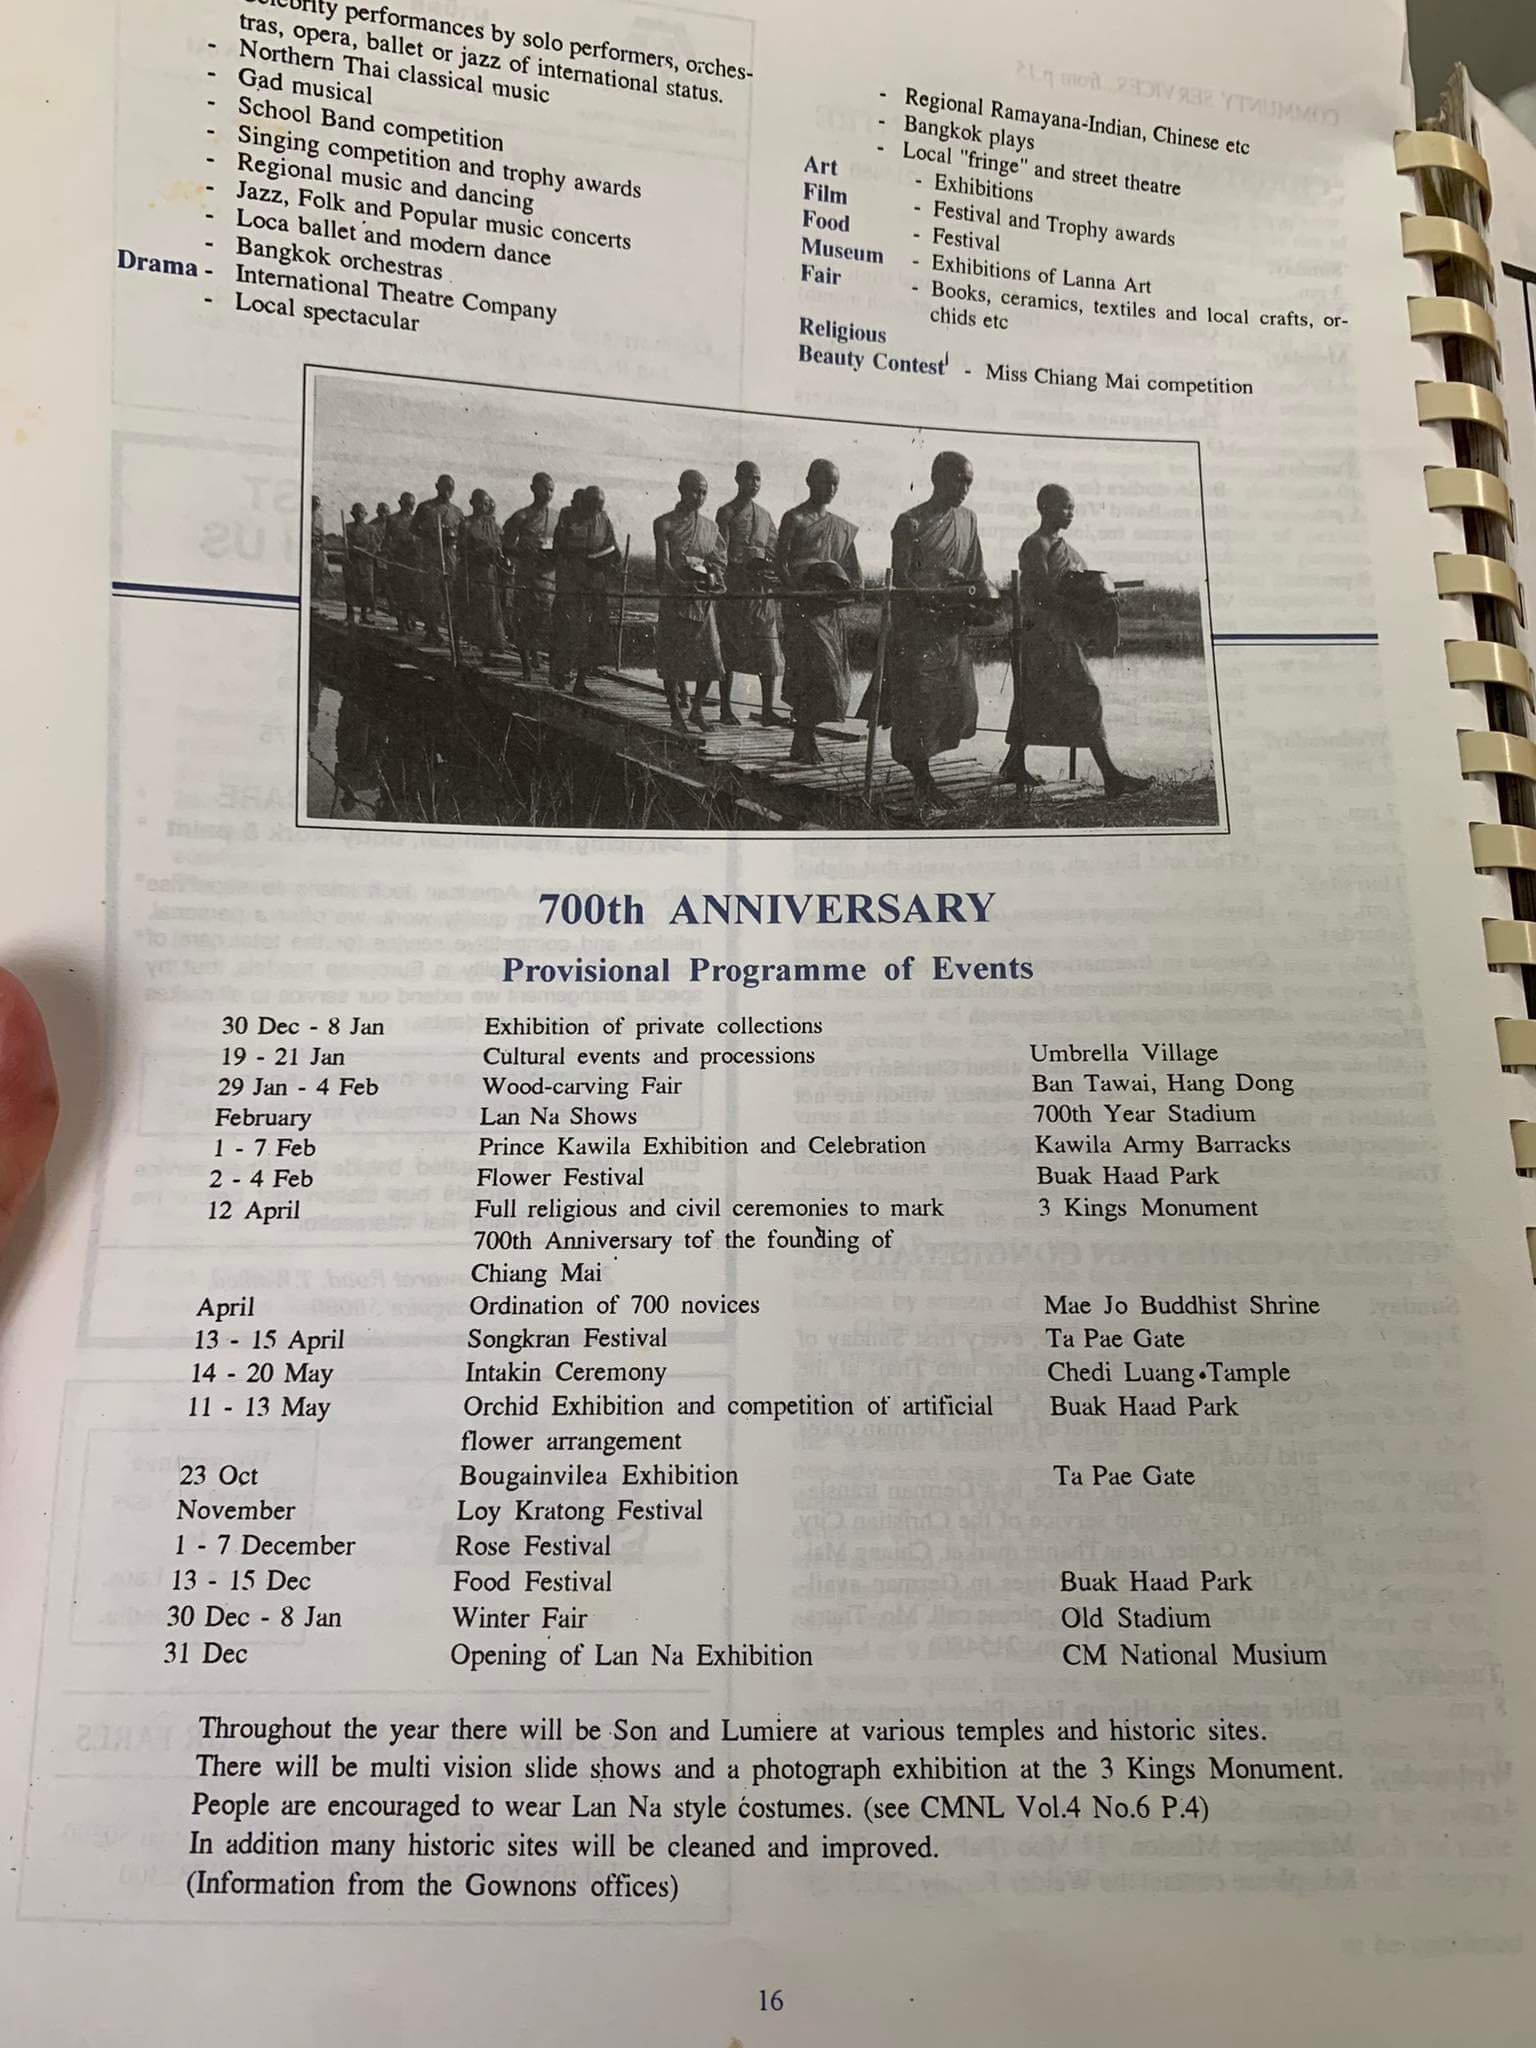 Celebrity performances by solo performers, orches-
tras, opera, ballet or jazz of international status.
- Northern Thai classical music
- Gad musical
- School Band competition
- Singing competition and trophy awards
- Regional music and dancing
- Jazz, Folk and Popular music concerts
- Loca ballet and modern dance
- Bangkok orchestras
Drama - International Theatre Company
- Local spectacular
- Regional Ramayana-Indian, Chinese etc
- Bangkok plays
- Local "fringe" and street theatre
Art - Exhibitions
Film - Festival and Trophy awards
Food - Festival
Museum - Exhibitions of Lanna Art
Fair - Books, ceramics, textiles and local crafts, or-
chids etc
Religious
Beauty Contest - Miss Chiang Mai competition
700th ANNIVERSARY
Provisional Programme of Events
30 Dec - 8 Jan Exhibition of private collections
19 - 21 Jan Cultural events and processions Umbrella Village
29 Jan - 4 Feb Wood-carving Fair Ban Tawai, Hang Dong
February Lan Na Shows 700th Year Stadium
1 - 7 Feb Prince Kawila Exhibition and Celebration Kawila Army Barracks
2 - 4 Feb Flower Festival Buak Haad Park
12 April Full religious and civil ceremonies to mark 3 Kings Monument
700th Anniversary tof the founding of
Chiang Mai
April Ordination of 700 novices Mae Jo Buddhist Shrine
13 - 15 April Songkran Festival Ta Pae Gate
14 - 20 May Intakin Ceremony Chedi Luang Tample
11 - 13 May Orchid Exhibition and competition of artificial Buak Haad Park
flower arrangement
23 Oct Bougainvilea Exhibition Ta Pae Gate
November Loy Kratong Festival
1 - 7 December Rose Festival
13 - 15 Dec Food Festival Buak Haad Park
30 Dec - 8 Jan Winter Fair Old Stadium
31 Dec Opening of Lan Na Exhibition CM National Musium
Throughout the year there will be Son and Lumiere at various temples and historic sites.
There will be multi vision slide shows and a photograph exhibition at the 3 Kings Monument.
People are encouraged to wear Lan Na style costumes. (see CMNL Vol.4 No.6 P.4)
In addition many historic sites will be cleaned and improved.
(Information from the Gownons offices)
16